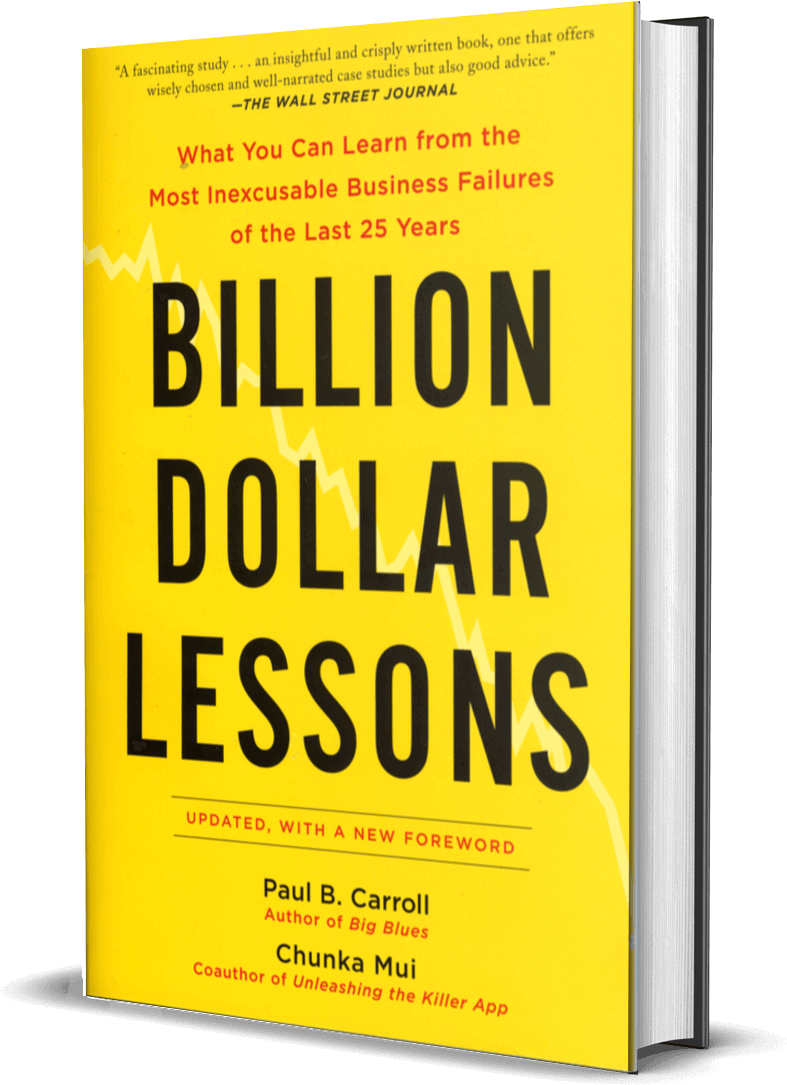 “A fascinating study . . . an insightful and crisply written book, one that offers
wisely chosen and well-narrated case studies but also good advice.”
—THE WALL STREET JOURNAL
What You Can Learn from the
Most Inexcusable Business Failures
of the Last 25 Years
BILLION
DOLLAR
LESSONS
UPDATED, WITH A NEW FOREWORD
Paul B. Carroll
Author of Big Blues
Chunka Mui
Coauthor of Unleashing the Killer App